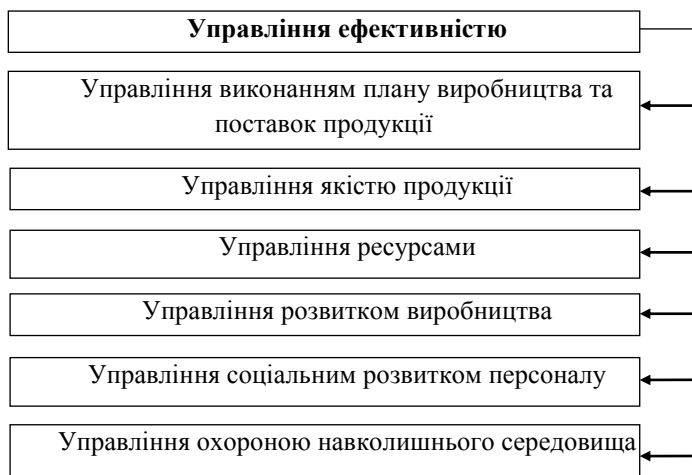 Управління ефективністю
Управління виконанням плану виробництва та
поставок продукції
Управління якістю продукції
Управління ресурсами
Управління розвитком виробництва
Управління соціальним розвитком персоналу
Управління охороною навколишнього середовища